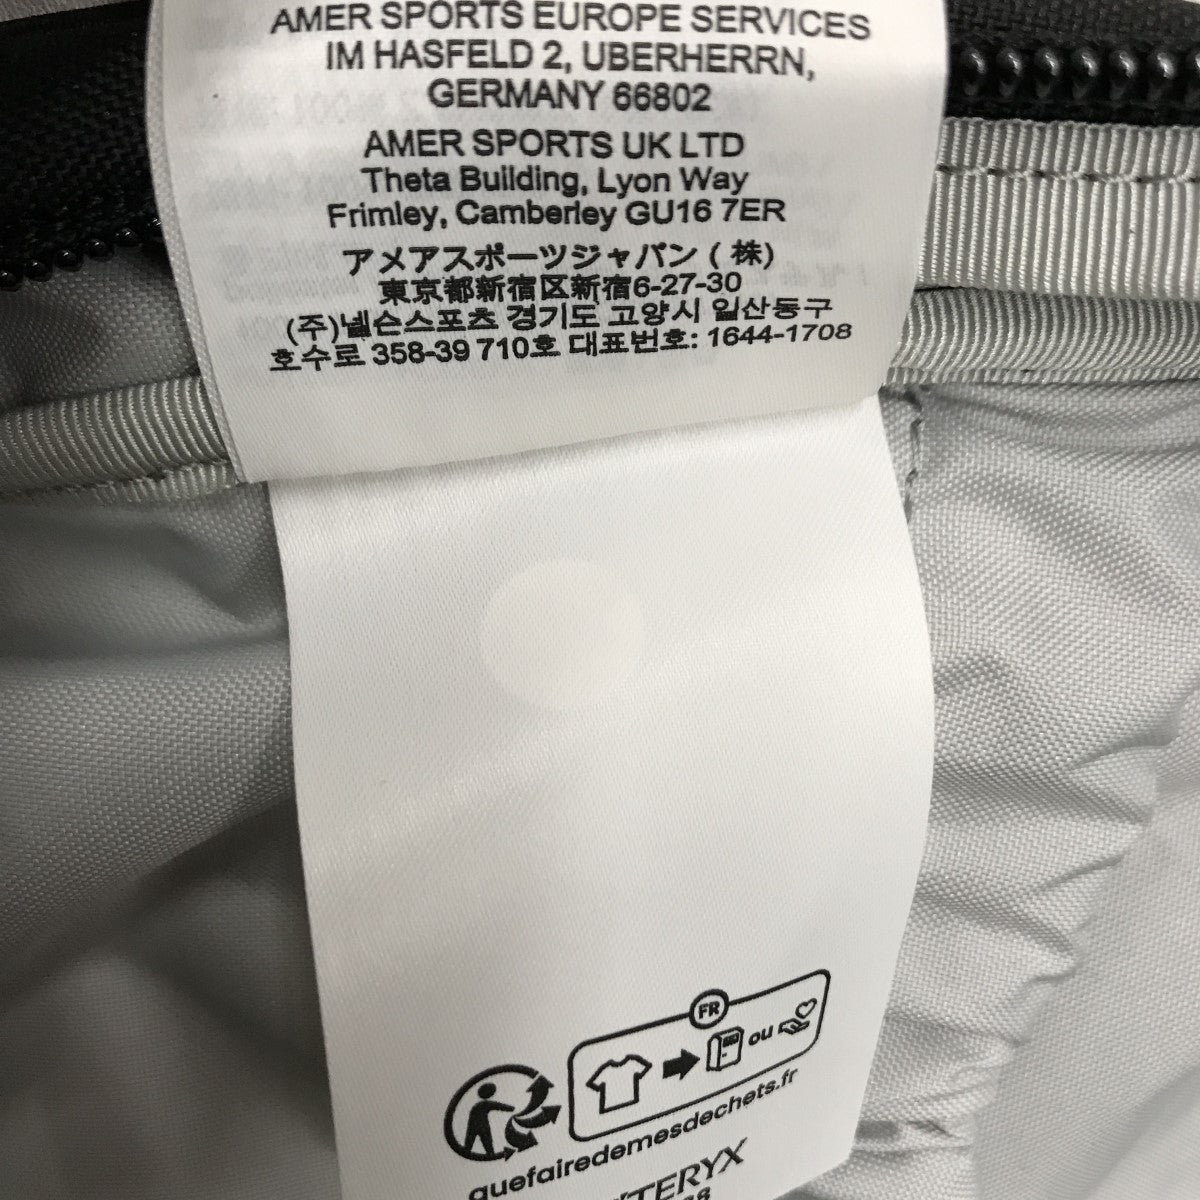 AMER SPORTS EUROPE SERVICES
IM HASFELD 2, UBERHERRN,
GERMANY 66802
AMER SPORTS UK LTD
Theta Building, Lyon Way
Frimley, Camberley GU16 7ER
アメアスポーツジャパン ( 株)
東京都新宿区新宿6-27-30
(주)넬슨스포츠 경기도 고양시 일산동구
호수로 358-39 710호 대표번호: 1644-1708
FR
ou
quefairedemesdechets.fr